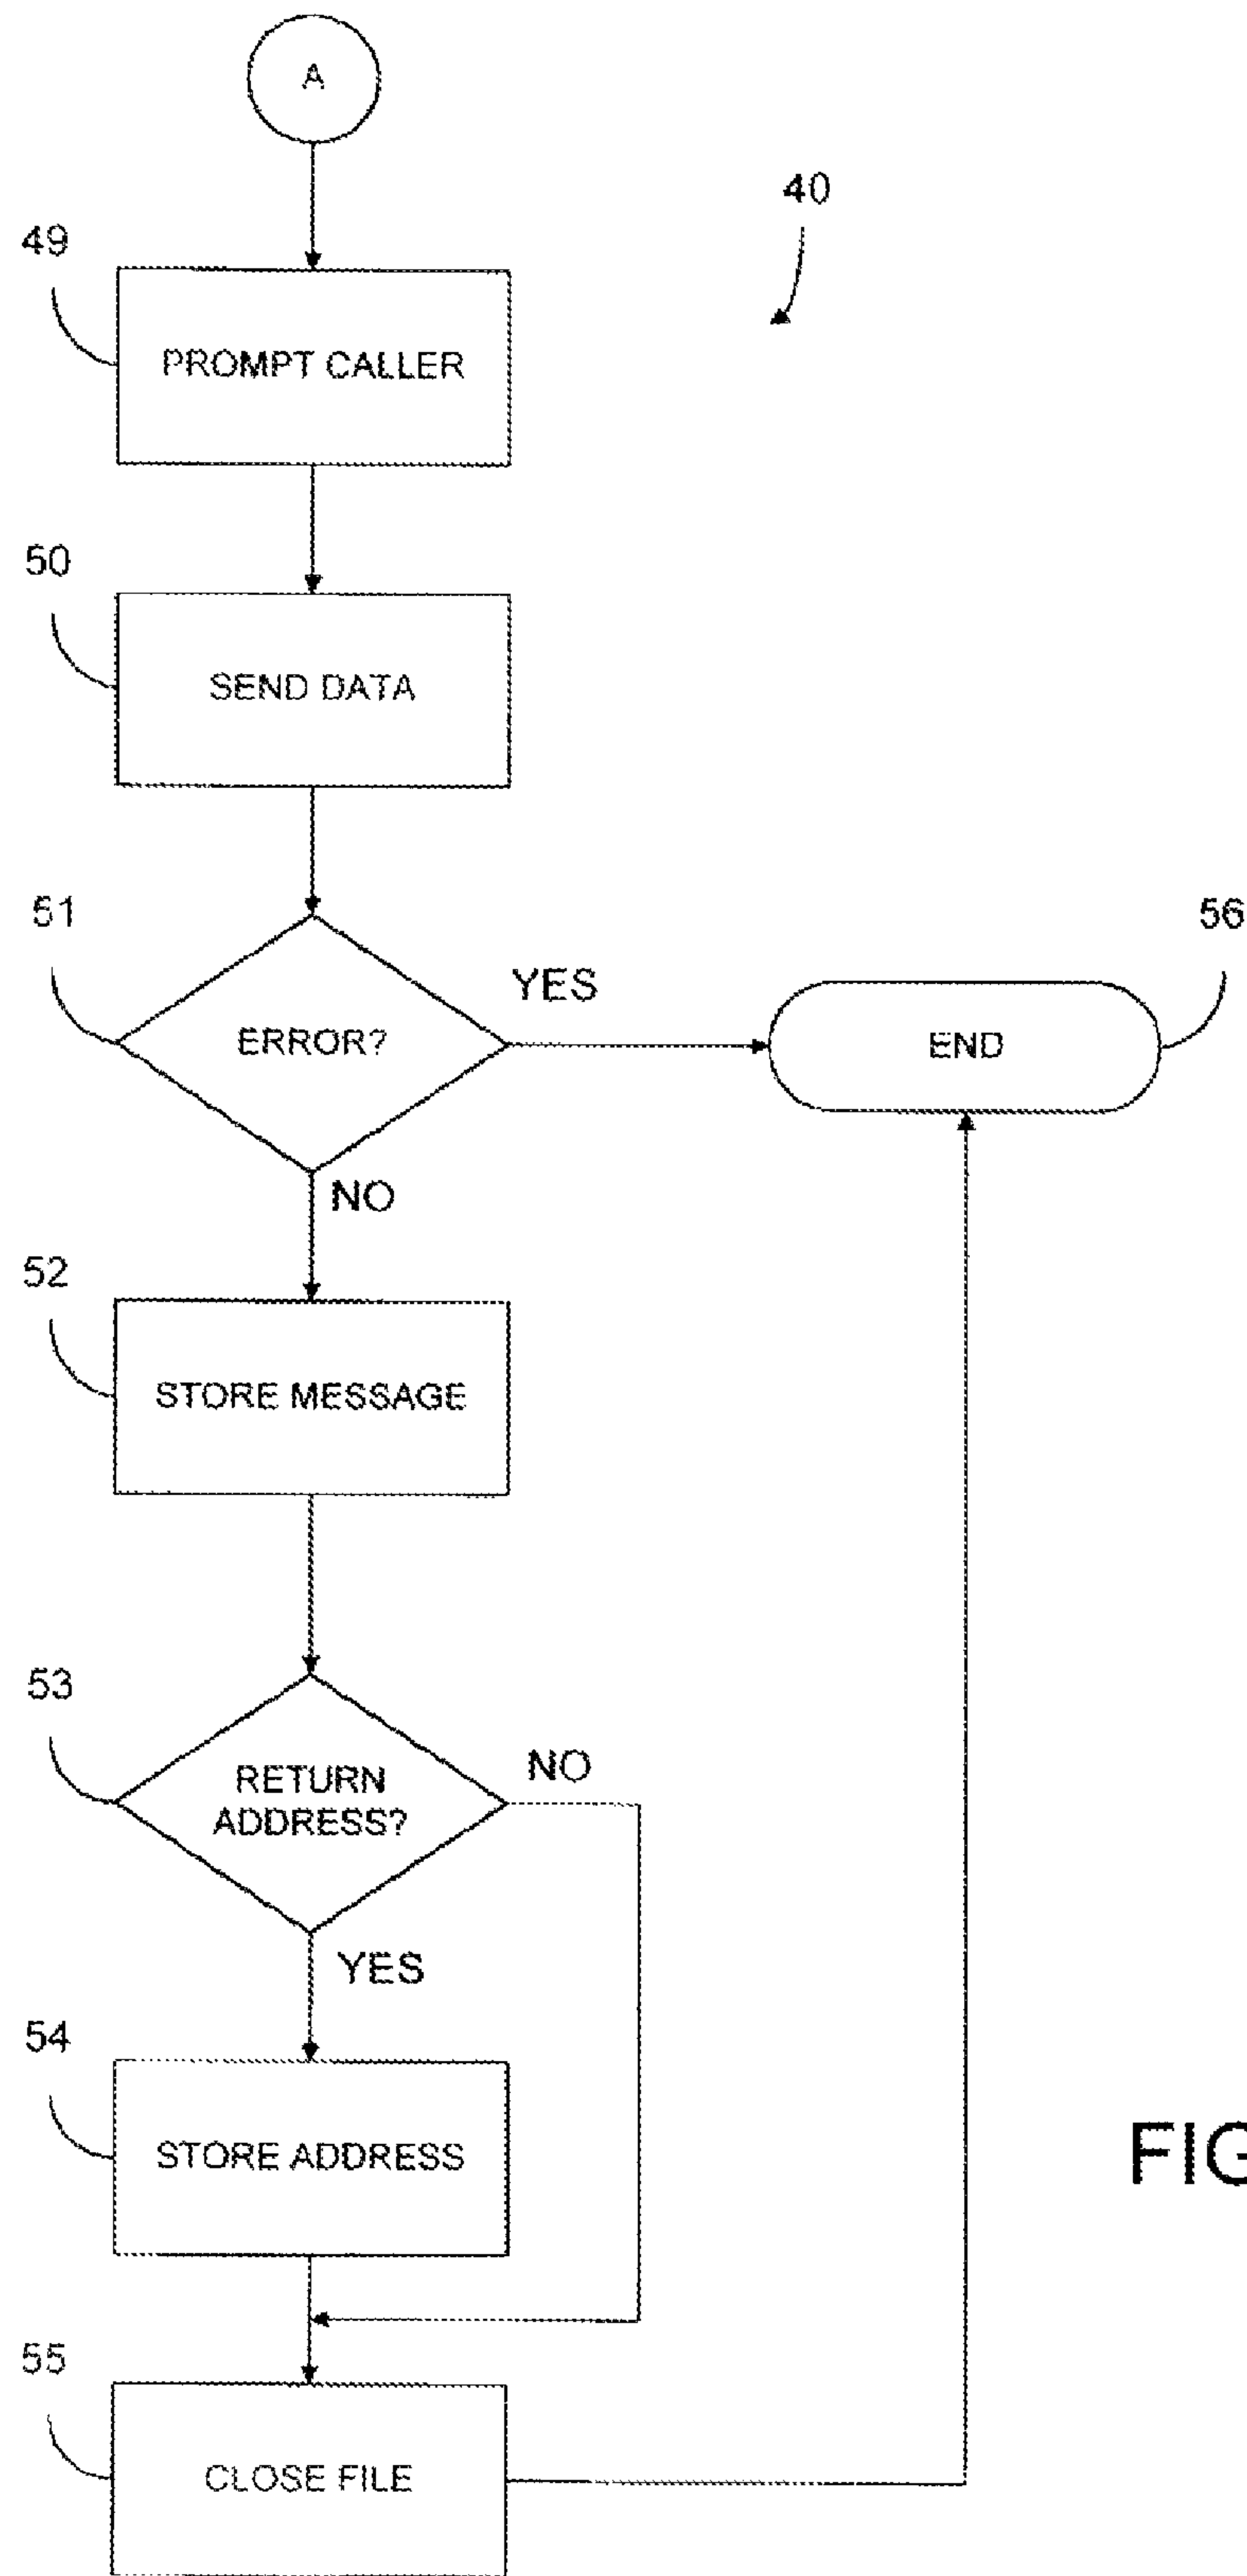 A
40
49
PROMPT CALLER
50
SEND DATA
51
ERROR?
YES
56
END
NO
52
STORE MESSAGE
53
RETURN
ADDRESS?
NO
YES
54
STORE ADDRESS
FIG
55
CLOSE FILE